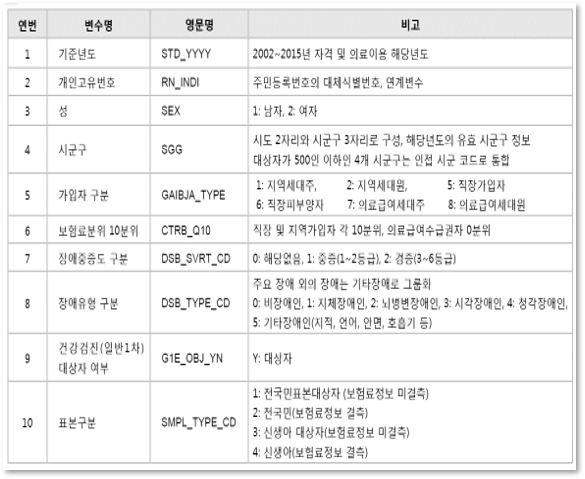 연번 변수명 영문명 비고
1 기준년도 STD_YYYY 2002~2015년 자격 및 의료이용 해당년도
2 개인고유번호 RN_INDI 주민등록번호의 대체식별번호, 연계변수
3 성 SEX 1: 남자, 2: 여자
4 시군구 SGG 시도 2자리와 시군구 3자리로 구성, 해당년도의 유효 시군구 정보
대상자가 500인 이하인 4개 시군구는 인접 시군 코드로 통합
5 가입자 구분 GAIBJA_TYPE 1: 지역세대주, 2: 지역세대원, 5: 직장가입자
6: 직장피부양자 7: 의료급여세대주 8: 의료급여세대원
6 보험료분위 10분위 CTRB_Q10 직장 및 지역가입자 각 10분위, 의료급여수급권자 0분위
7 장애중증도 구분 DSB_SVRT_CD 0: 해당없음, 1: 중증(1~2등급), 2: 경증(3~6등급)
8 장애유형 구분 DSB_TYPE_CD 주요 장애 외의 장애는 기타장애로 그룹화
0: 비장애인, 1: 지체장애인, 2: 뇌병변장애인, 3: 시각장애인, 4: 청각장애인,
5: 기타장애인(지적, 언어, 안면, 호흡기 등)
9 건강검진(일반1차) 대상자 여부 G1E_OBJ_YN Y: 대상자
10 표본구분 SMPL_TYPE_CD 1: 전국민표본대상자 (보험료정보 미결측)
2: 전국민(보험료정보 결측)
3: 신생아 대상자(보험료정보 미결측)
4: 신생아(보험료정보 결측)